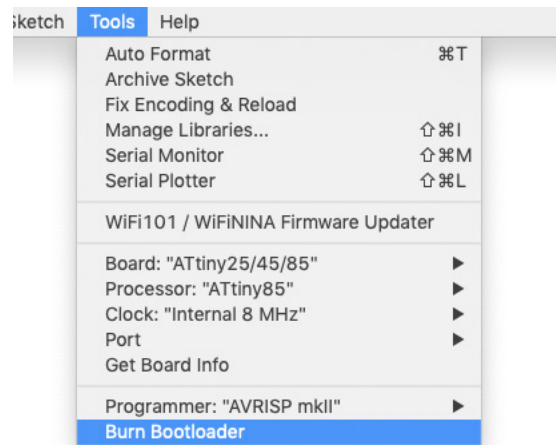 Sketch Tools Help
Auto Format ⌘T
Archive Sketch
Fix Encoding & Reload
Manage Libraries... ⇧⌘I
Serial Monitor ⇧⌘M
Serial Plotter ⇧⌘L
WiFi101 / WiFiNINA Firmware Updater
Board: "ATtiny25/45/85" ▶
Processor: "ATtiny85" ▶
Clock: "Internal 8 MHz" ▶
Port ▶
Get Board Info
Programmer: "AVRISP mkII" ▶
Burn Bootloader